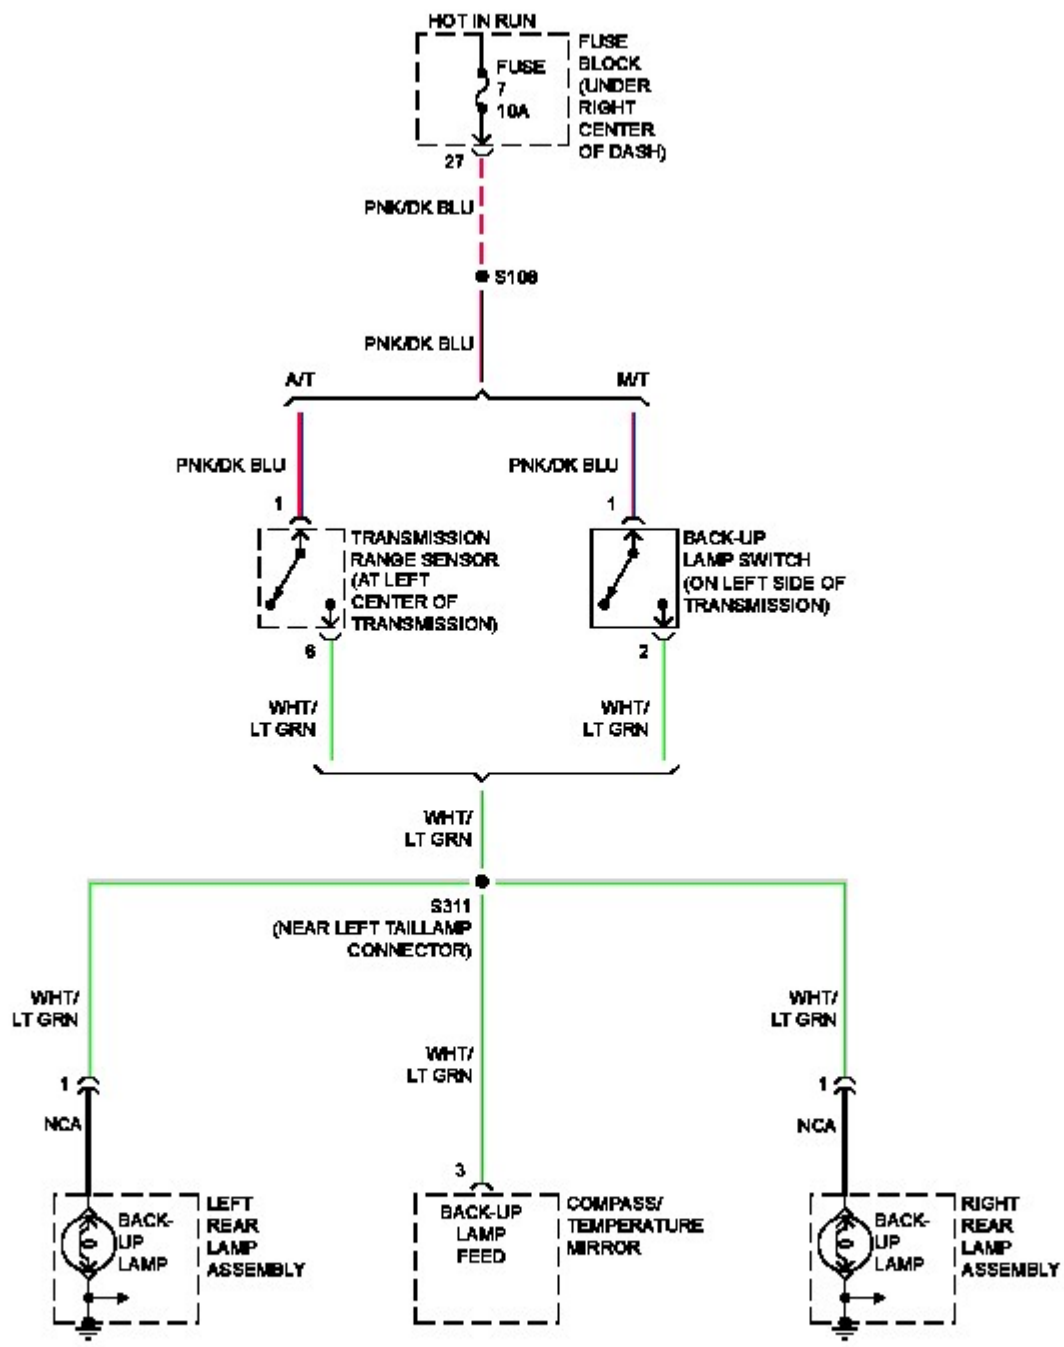 HOT IN RUN
FUSE
7
10A
FUSE
BLOCK
(UNDER
RIGHT
CENTER
OF DASH)
27
PNK/DK BLU
S108
PNK/DK BLU
A/T
M/T
PNK/DK BLU
PNK/DK BLU
1
1
TRANSMISSION
RANGE SENSOR
(AT LEFT
CENTER OF
TRANSMISSION)
BACK-UP
LAMP SWITCH
(ON LEFT SIDE OF
TRANSMISSION)
6
2
WHT/
LT GRN
WHT/
LT GRN
WHT/
LT GRN
S311
(NEAR LEFT TAILLAMP
CONNECTOR)
WHT/
LT GRN
WHT/
LT GRN
WHT/
LT GRN
1
1
NCA
NCA
3
BACK-
UP
LAMP
LEFT
REAR
LAMP
ASSEMBLY
BACK-UP
LAMP
FEED
COMPASS/
TEMPERATURE
MIRROR
BACK-
UP
LAMP
RIGHT
REAR
LAMP
ASSEMBLY